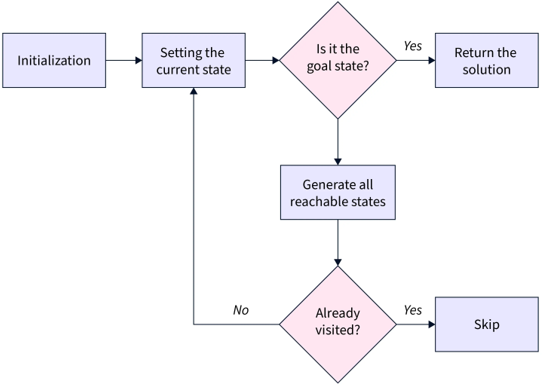 Initialization
Setting the
current state
Is it the
goal state?
Yes
Return the
solution
Generate all
reachable states
No
Already
visited?
Yes
Skip